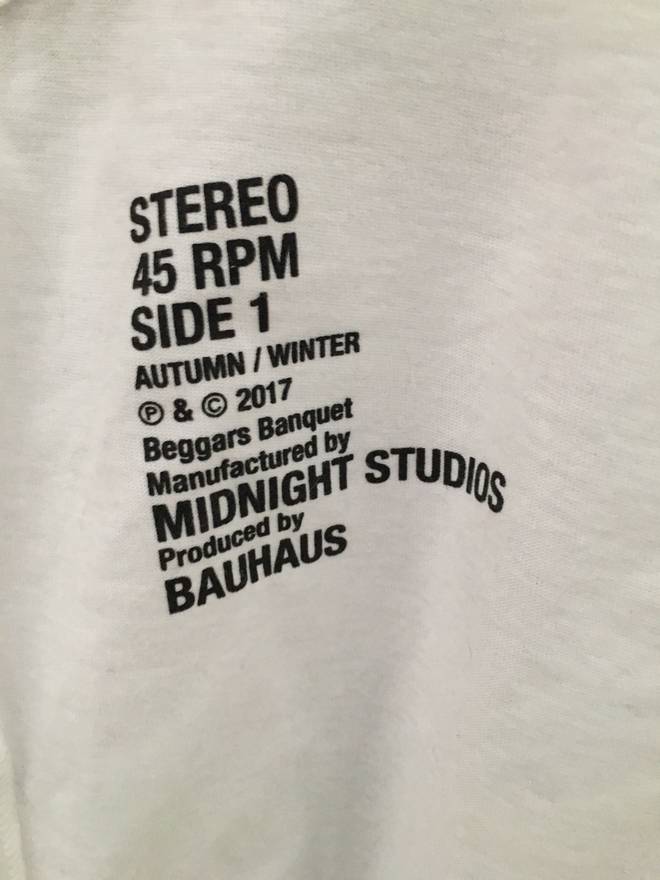 STEREO
45 RPM
SIDE 1
AUTUMN / WINTER
℗ & © 2017
Beggars Banquet
Manufactured by
MIDNIGHT STUDIOS
Produced by
BAUHAUS